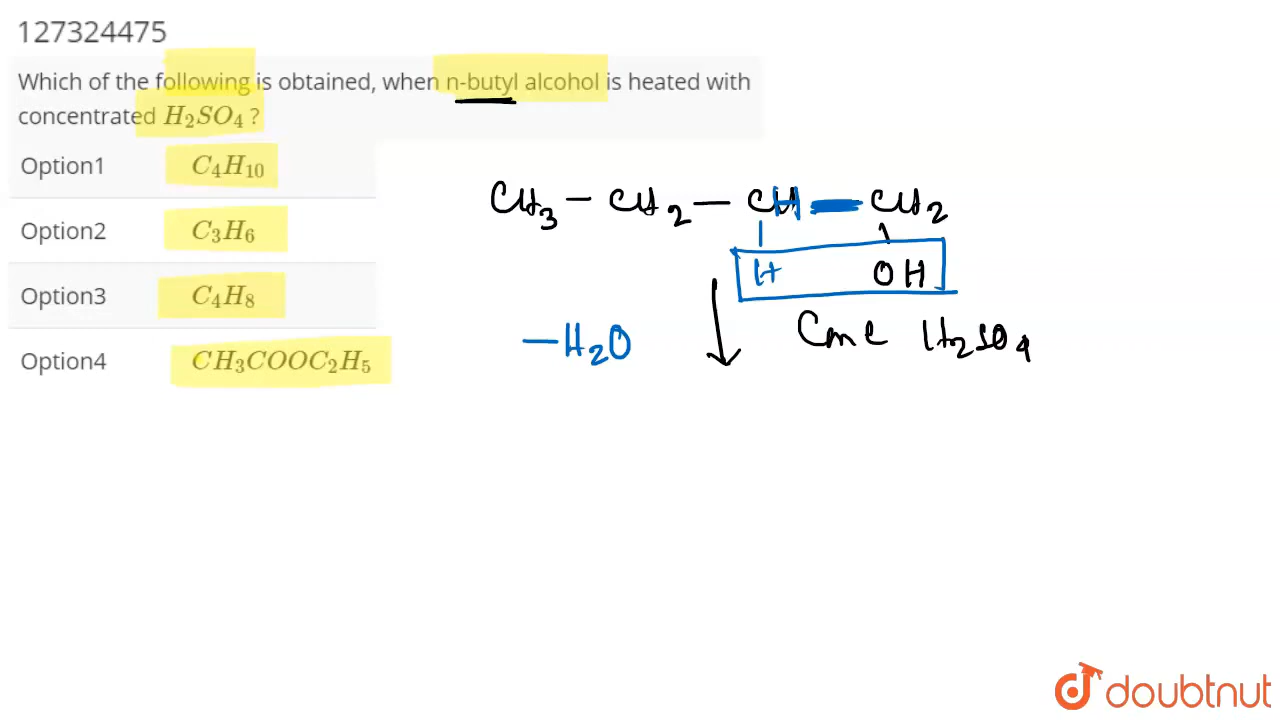 127324475
Which of the following is obtained, when n-butyl alcohol is heated with
concentrated H₂SO₄ ?
Option1 C₄H₁₀
Option2 C₃H₆
Option3 C₄H₈
Option4 CH₃COOC₂H₅
CH₃ – CH₂ – CH – CH₂
H OH
–H₂O
Conc H₂SO₄
doubtnut